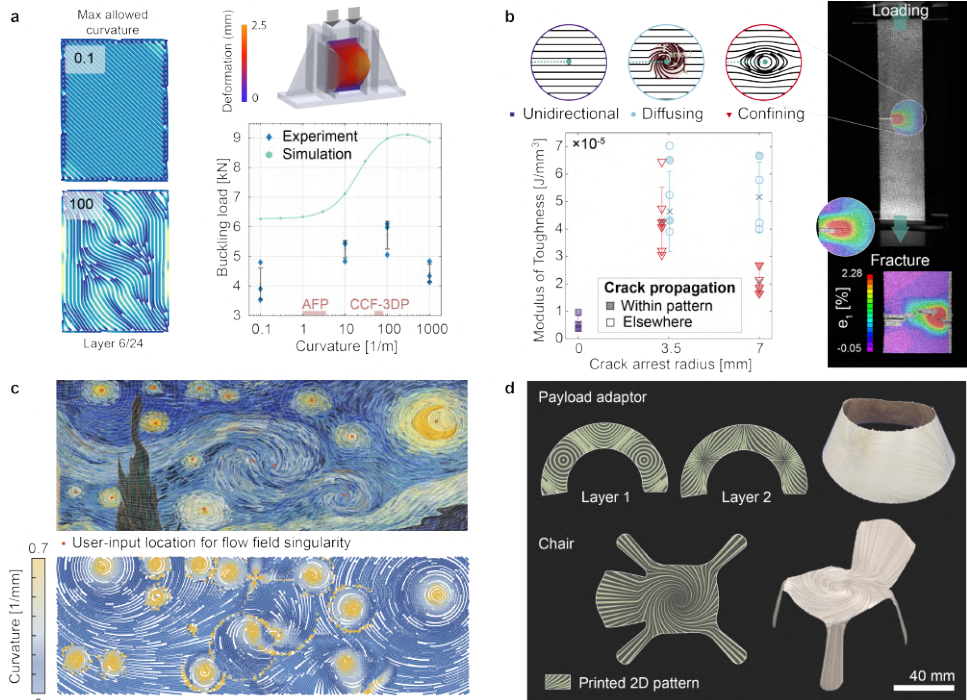 a
Max allowed
curvature
0.1
100
Layer 6/24
Deformation (mm)
2.5
0
Experiment
Simulation
Buckling load [kN]
9
8
7
6
5
4
3
AFP
CCF-3DP
0.1
1
10
100
1000
Curvature [1/m]
b
Unidirectional
Diffusing
Confining
×10⁻⁵
Modulus of Toughness [J/mm³]
7
6
5
4
3
2
1
0
Crack propagation
Within pattern
Elsewhere
0
3.5
7
Crack arrest radius [mm]
Loading
Fracture
2.28
e₁ [%]
-0.05
c
User-input location for flow field singularity
0.7
Curvature [1/mm]
d
Payload adaptor
Layer 1
Layer 2
Chair
Printed 2D pattern
40 mm